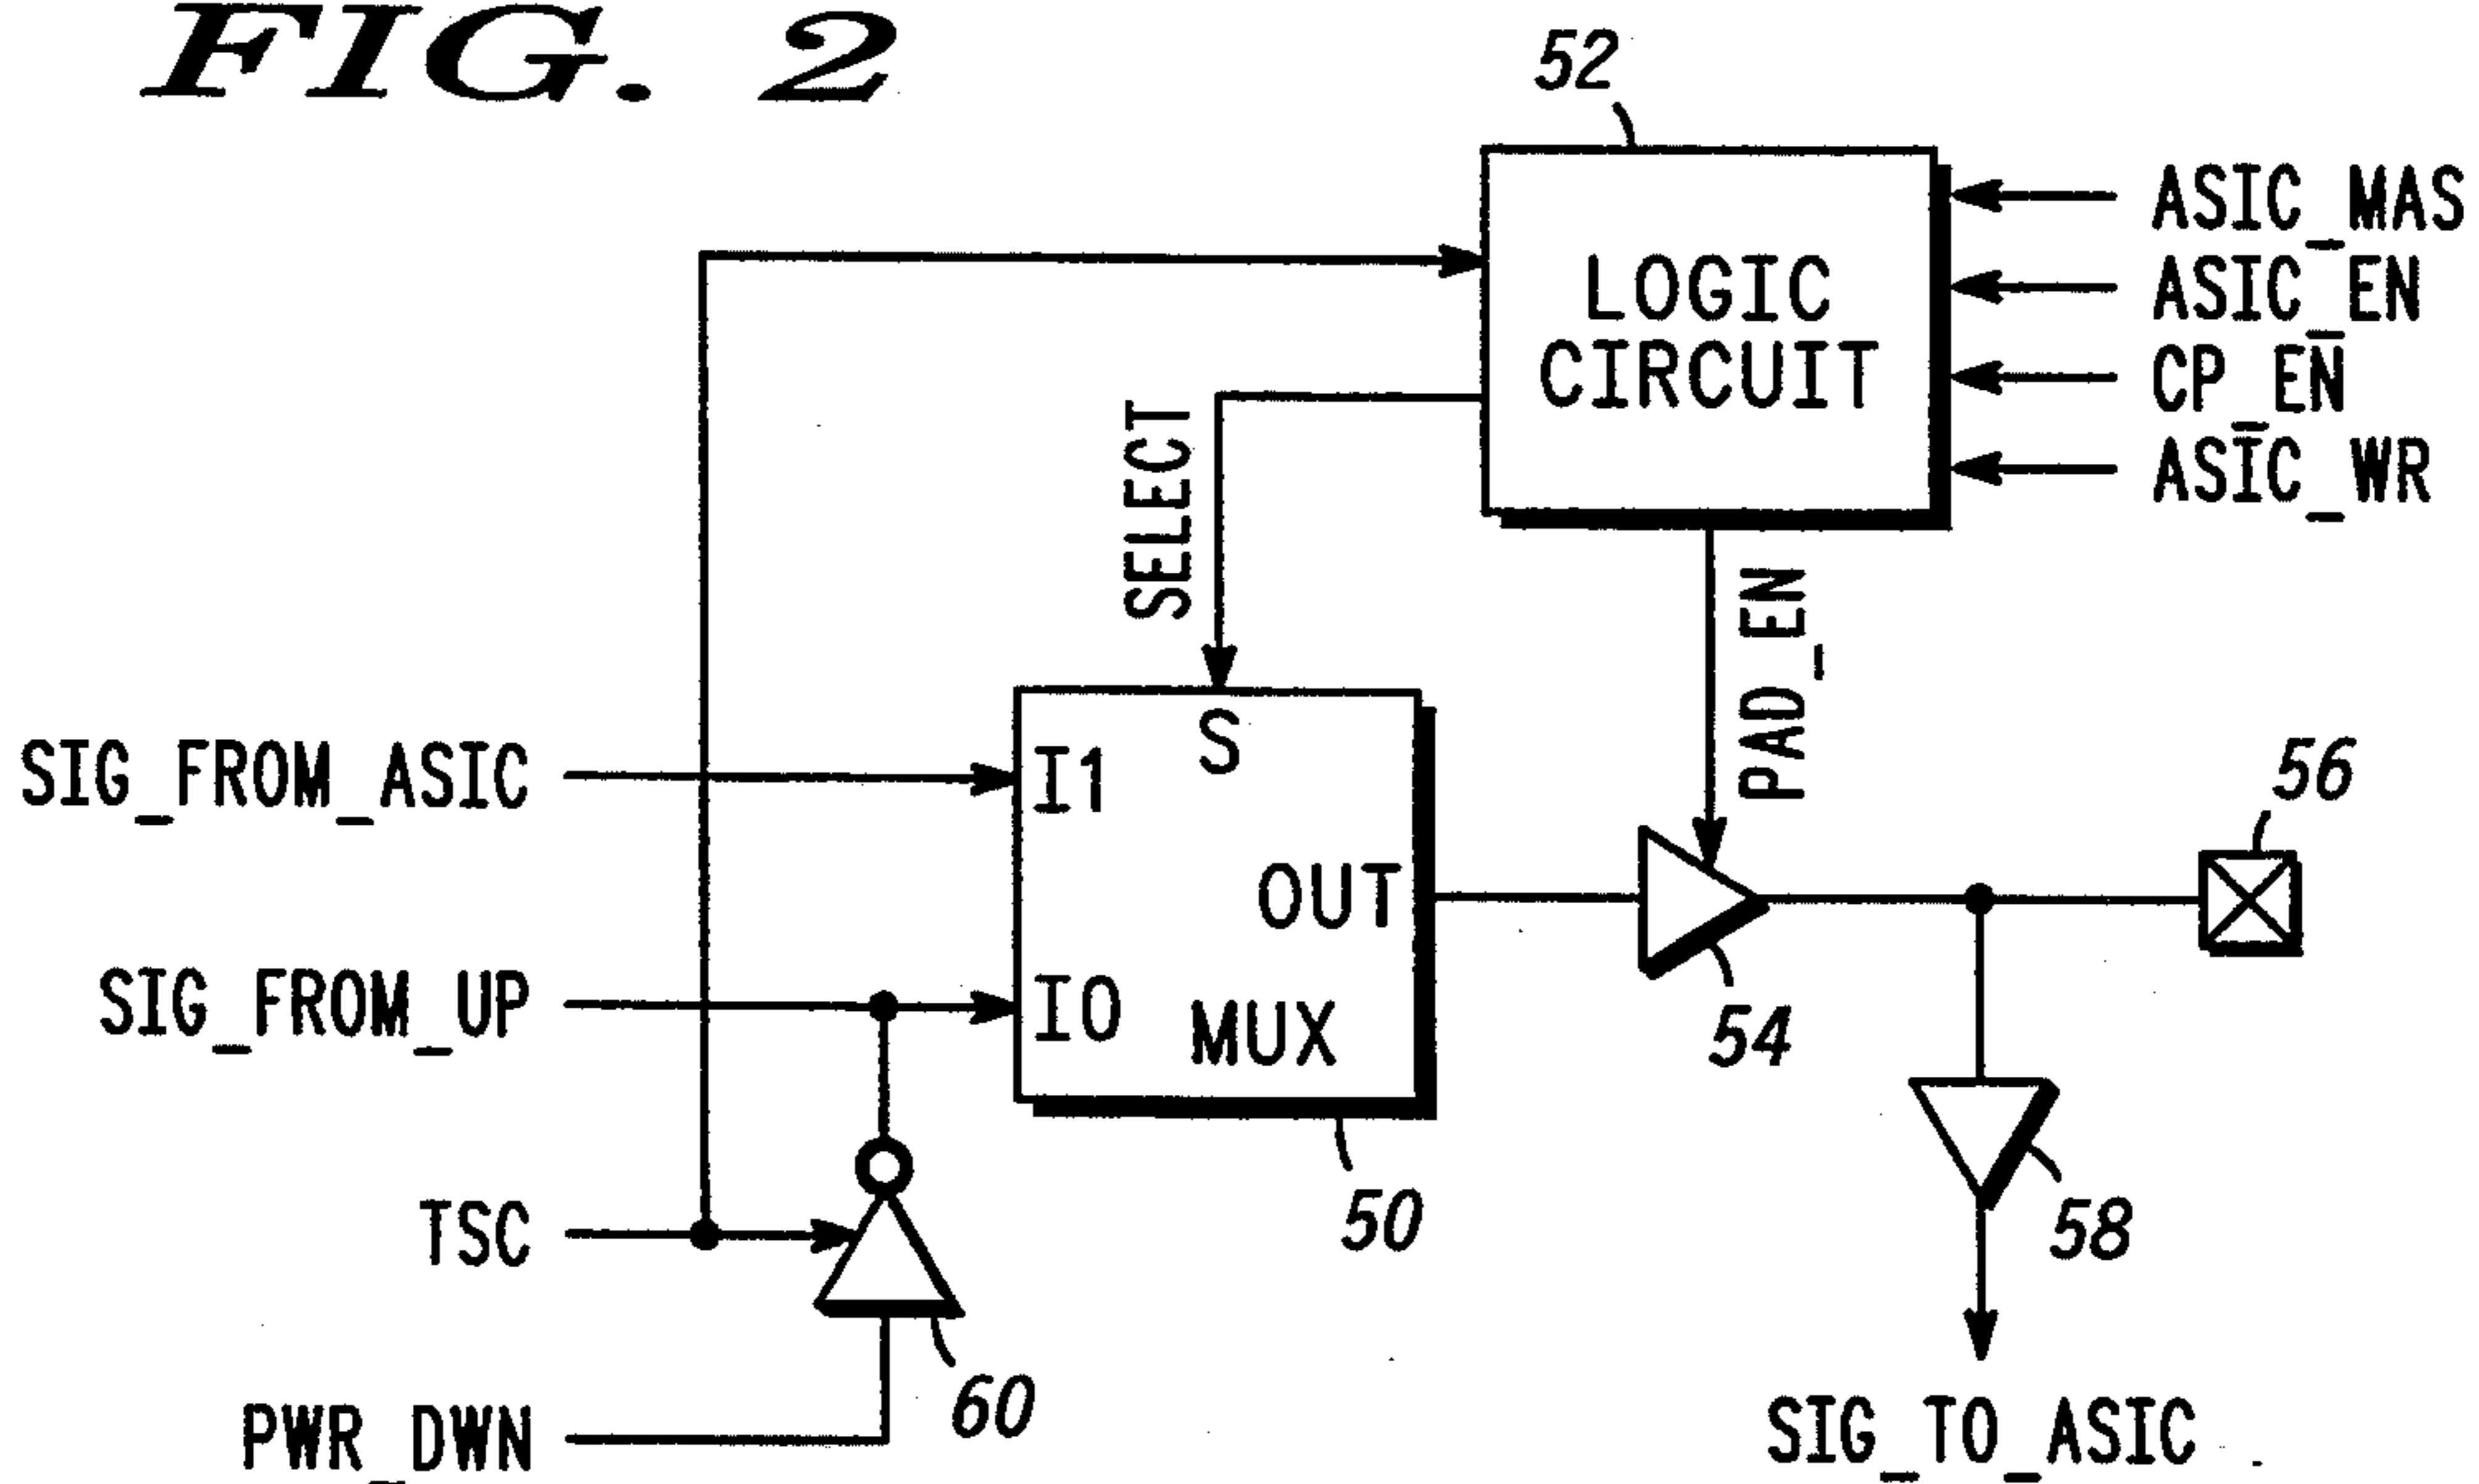 FIG. 2
52
ASIC_MAS
ASIC_EN
CP_EN
ASIC_WR
LOGIC
CIRCUIT
SELECT
PAD_EN
SIG_FROM_ASIC
I1
S
56
OUT
SIG_FROM_UP
I0
MUX
54
TSC
50
58
60
PWR_DWN
SIG_TO_ASIC